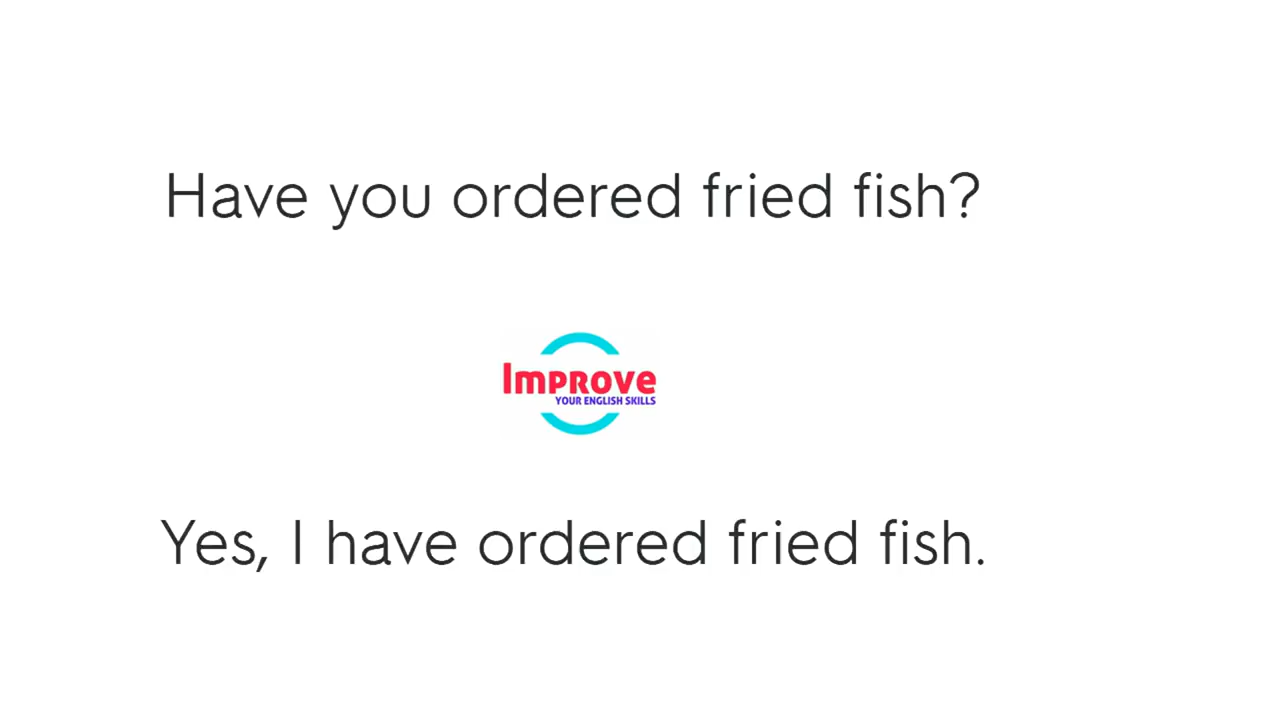 Have you ordered fried fish?
Improve
YOUR ENGLISH SKILLS
Yes, I have ordered fried fish.